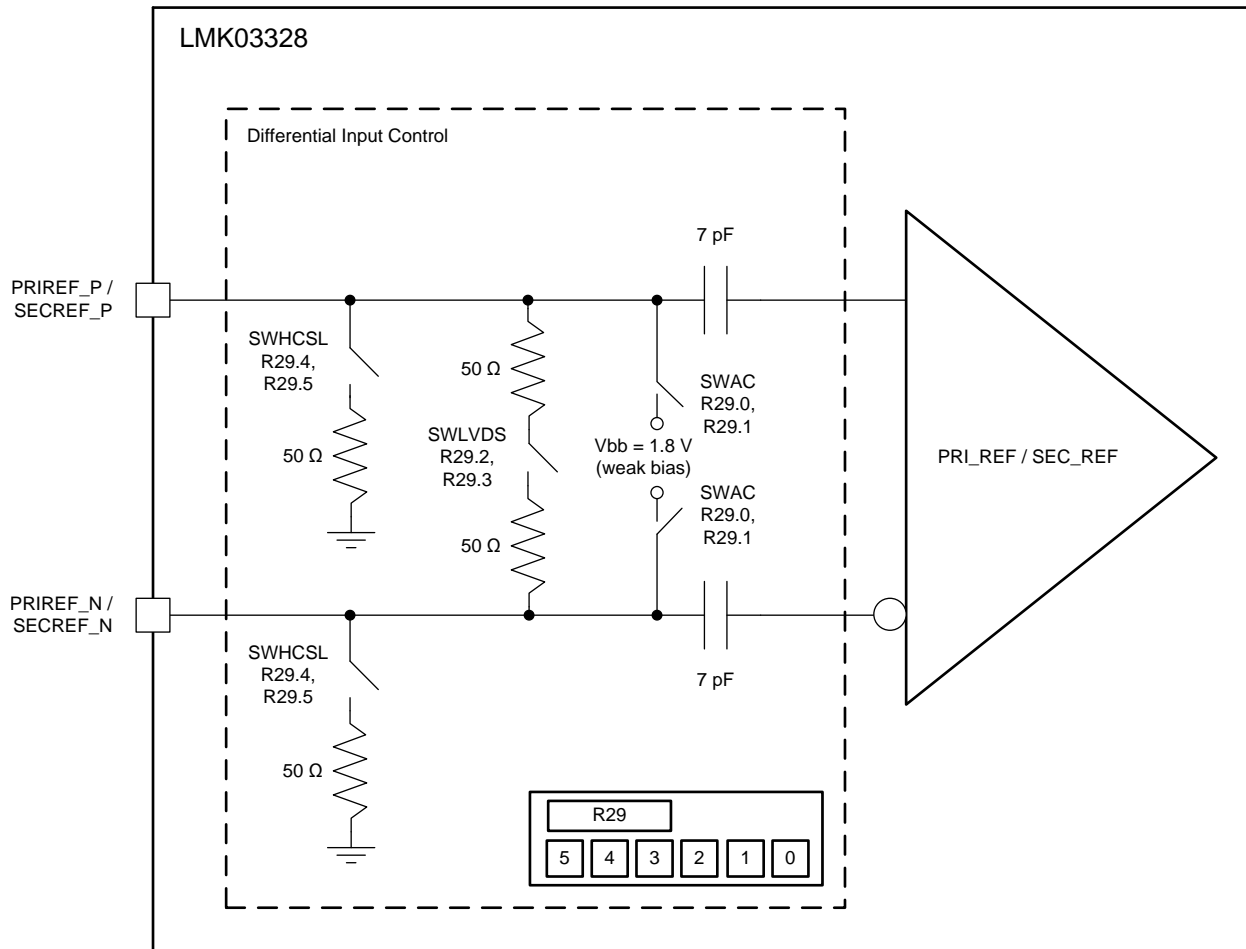 LMK03328
Differential Input Control
7 pF
PRIREF_P /
SECREF_P
SWHCSL
R29.4,
R29.5
50 Ω
50 Ω
SWLVDS
R29.2,
R29.3
50 Ω
SWAC
R29.0,
R29.1
Vbb = 1.8 V
(weak bias)
SWAC
R29.0,
R29.1
PRI_REF / SEC_REF
PRIREF_N /
SECREF_N
SWHCSL
R29.4,
R29.5
50 Ω
7 pF
R29
5 4 3 2 1 0